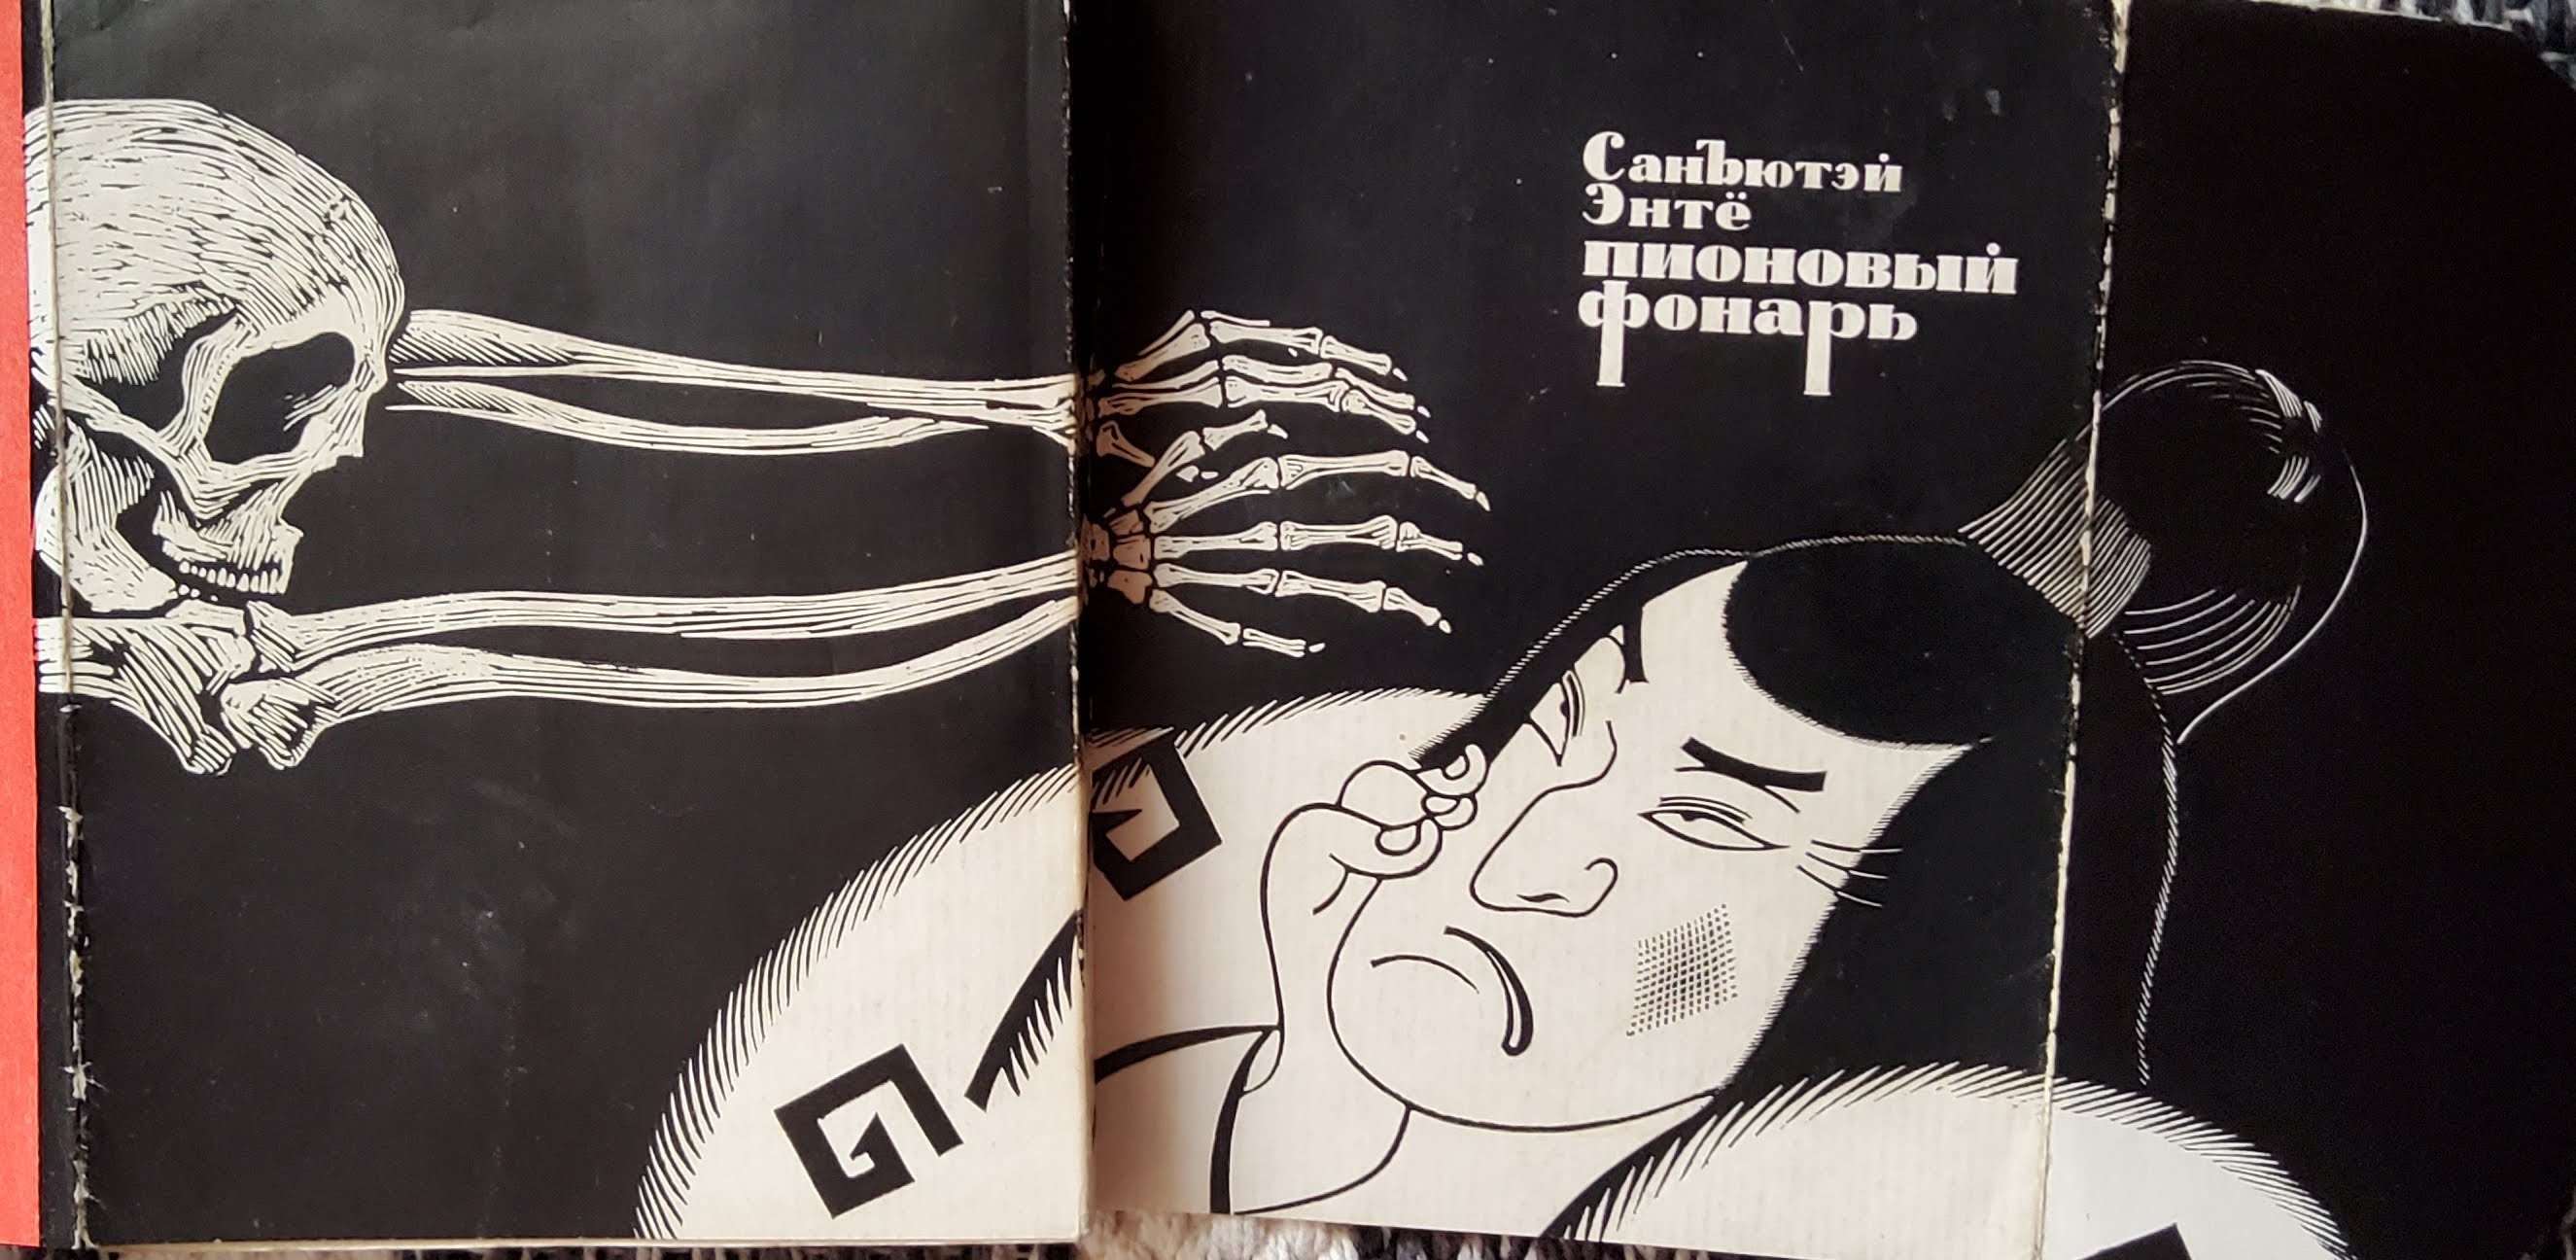 Санъютэй
Энтё
пионовый
фонарь